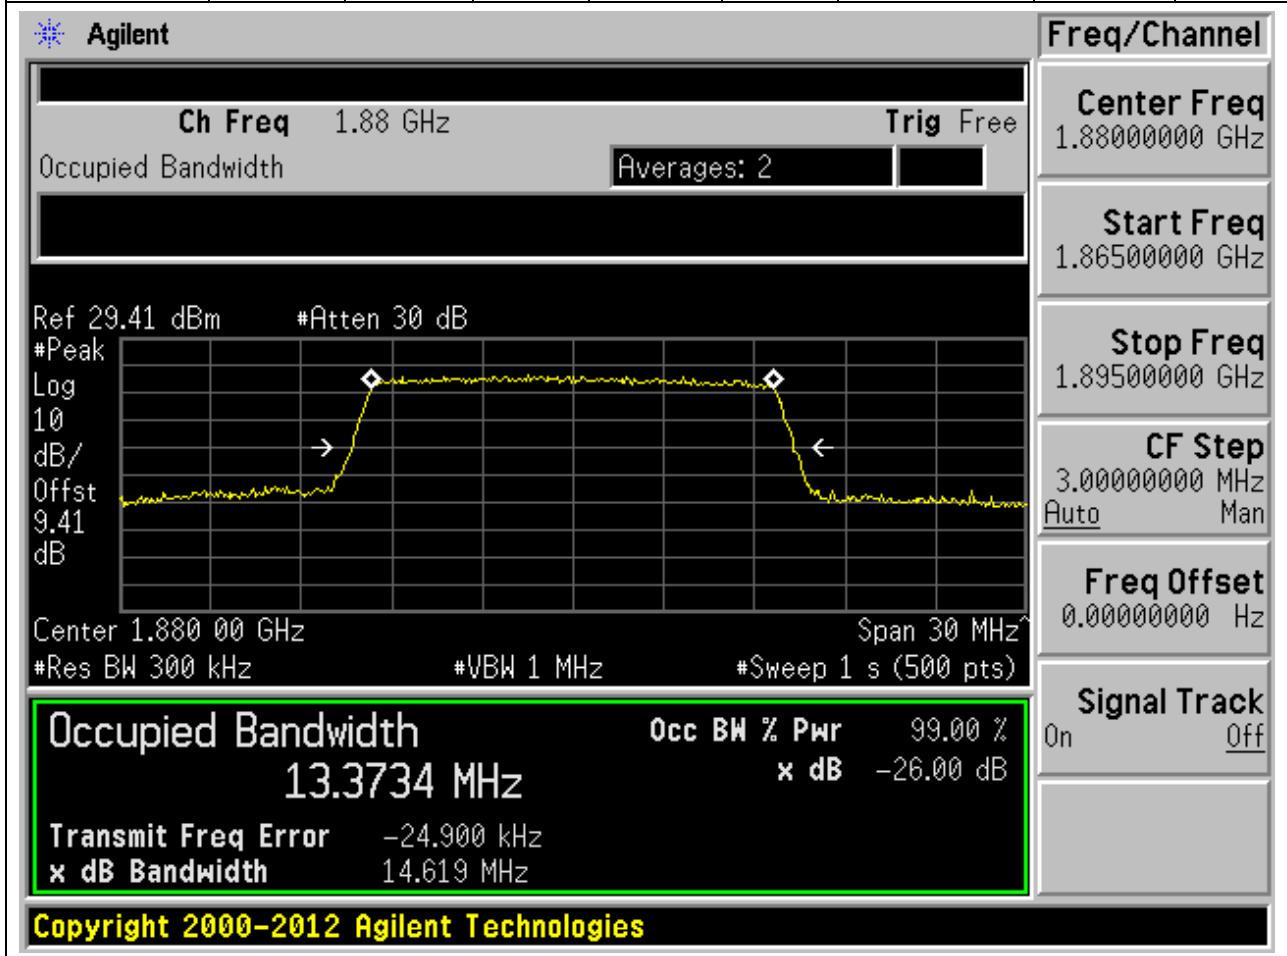 Agilent
Freq/Channel
Ch Freq 1.88 GHz Trig Free
Occupied Bandwidth Averages: 2
Center Freq
1.88000000 GHz
Start Freq
1.86500000 GHz
Stop Freq
1.89500000 GHz
CF Step
3.00000000 MHz
Auto Man
Freq Offset
0.00000000 Hz
Signal Track
On Off
Ref 29.41 dBm #Atten 30 dB
#Peak
Log
10
dB/
Offst
9.41
dB
Center 1.880 00 GHz Span 30 MHz^
#Res BW 300 kHz #VBW 1 MHz #Sweep 1 s (500 pts)
Occupied Bandwidth Occ BW % Pwr 99.00 %
13.3734 MHz x dB -26.00 dB
Transmit Freq Error -24.900 kHz
x dB Bandwidth 14.619 MHz
Copyright 2000-2012 Agilent Technologies